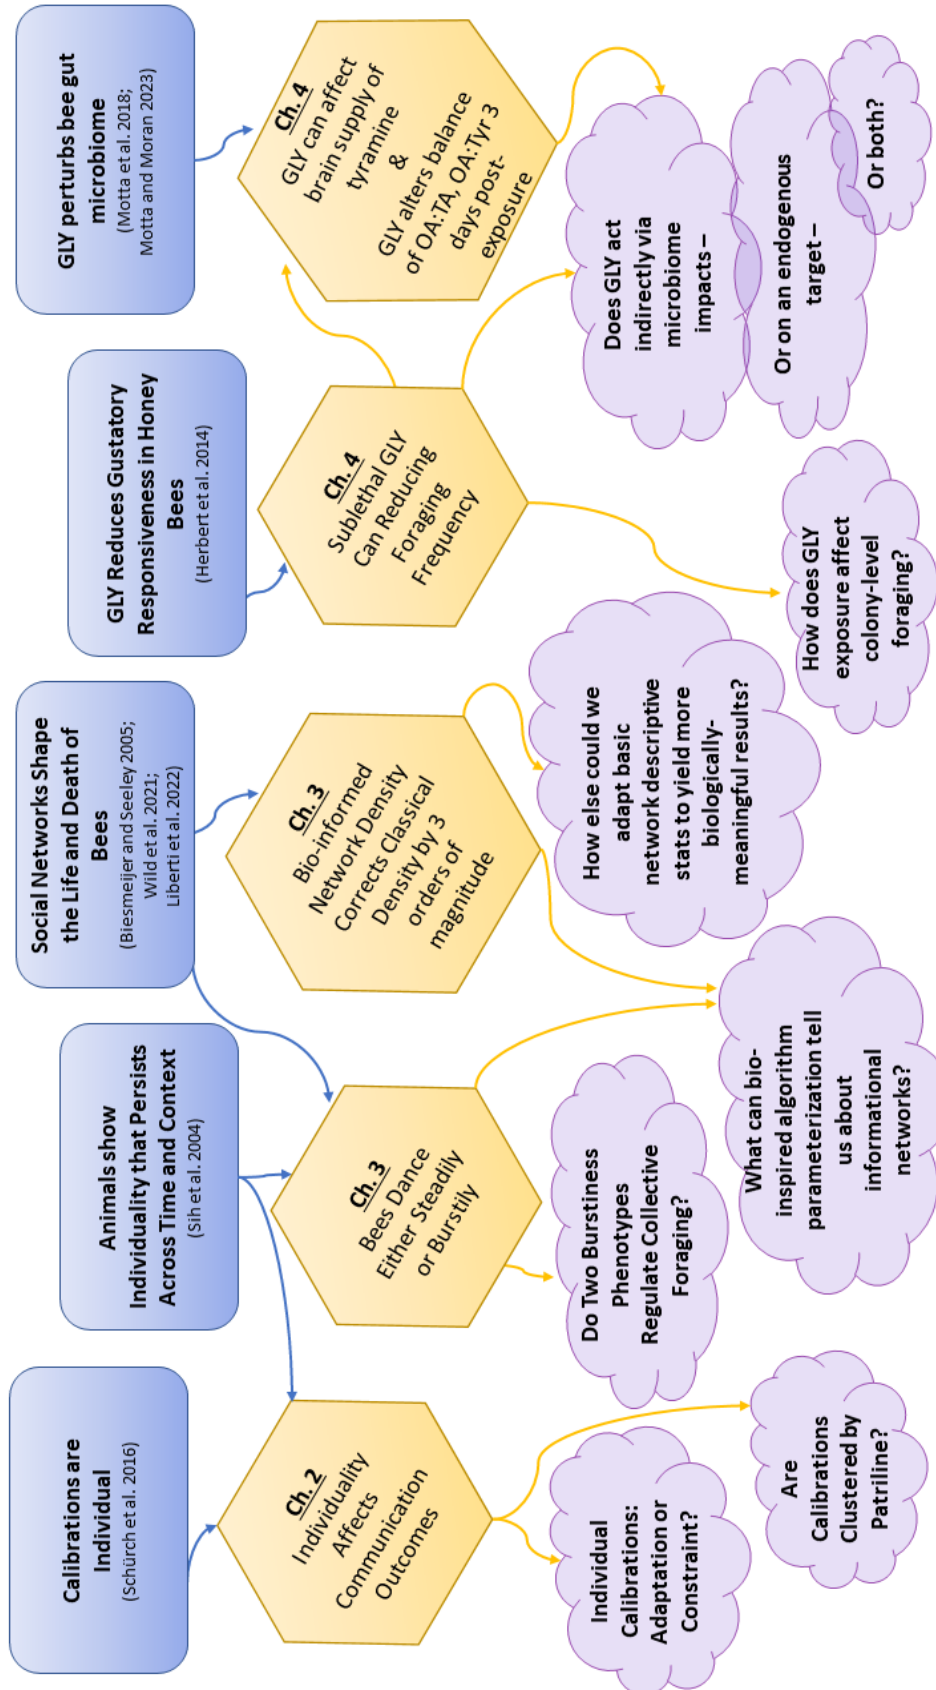 Calibrations are
Individual
(Schürch et al. 2016)
Animals show
Individuality that Persists
Across Time and Context
(Sih et al. 2004)
Social Networks Shape
the Life and Death of
Bees
(Biesmeijer and Seeley 2005;
Wild et al. 2021;
Liberti et al. 2022)
GLY Reduces Gustatory
Responsiveness in Honey
Bees
(Herbert et al. 2014)
GLY perturbs bee gut
microbiome
(Motta et al. 2018;
Motta and Moran 2023)
Ch. 2
Individuality
Affects
Communication
Outcomes
Ch. 3
Bees Dance
Either Steadily
or Burstily
Ch. 3
Bio-informed
Network Density
Corrects Classical
Density by 3
orders of
magnitude
Ch. 4
Sublethal GLY
Can Reducing
Foraging
Frequency
Ch. 4
GLY can affect
brain supply of
tyramine
&
GLY alters balance
of OA:TA, OA:Tyr 3
days post-
exposure
Individual
Calibrations:
Adaptation or
Constraint?
Are
Calibrations
Clustered by
Patriline?
Do Two Burstiness
Phenotypes
Regulate Collective
Foraging?
What can bio-
inspired algorithm
parameterization tell
us about
informational
networks?
How else could we
adapt basic
network descriptive
stats to yield more
biologically-
meaningful results?
How does GLY
exposure affect
colony-level
foraging?
Does GLY act
indirectly via
microbiome
impacts –
Or on an endogenous
target –
Or both?